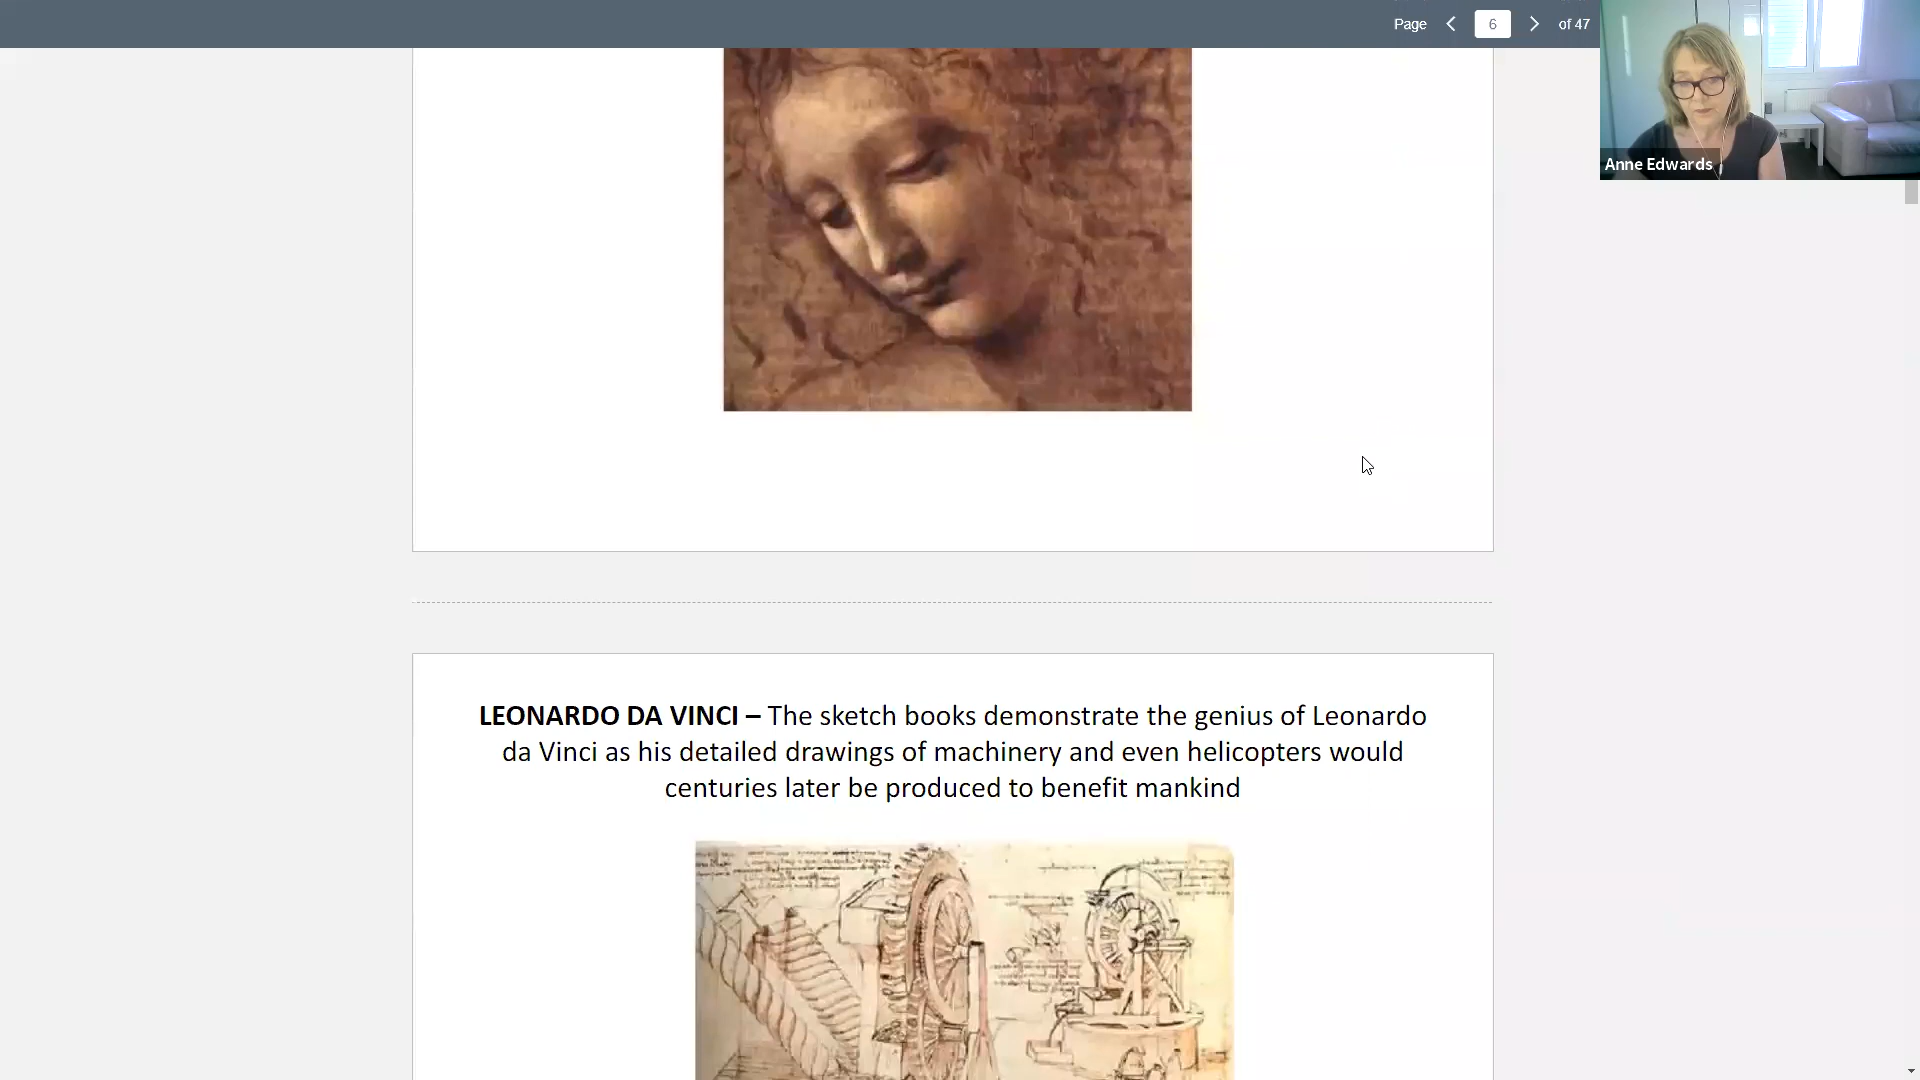 Page 6 of 47
Anne Edwards
LEONARDO DA VINCI – The sketch books demonstrate the genius of Leonardo
da Vinci as his detailed drawings of machinery and even helicopters would
centuries later be produced to benefit mankind